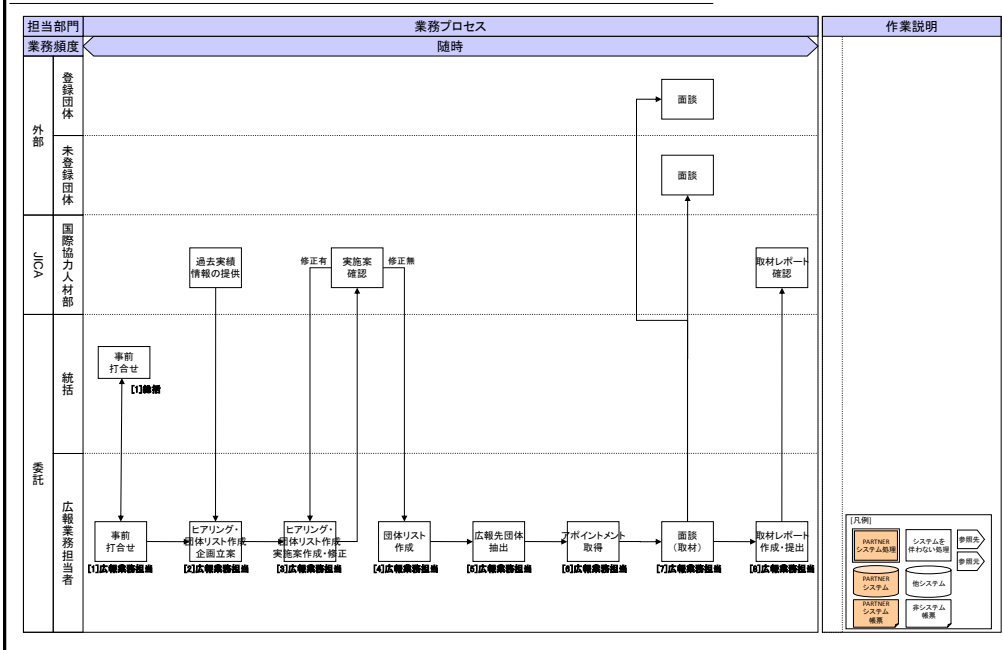 担当部門
業務プロセス
作業説明
業務頻度
随時
外部
登録団体
面談
未登録団体
面談
JICA
国際協力人材部
過去実績
情報の提供
修正有
実施案
確認
修正無
取材レポート
確認
委託
統括
事前
打合せ
[1]総括
広報業務担当者
事前
打合せ
[1]広報業務担当
ヒアリング・
団体リスト作成
企画立案
[2]広報業務担当
ヒアリング・
団体リスト作成
実施案作成・修正
[3]広報業務担当
団体リスト
作成
[4]広報業務担当
広報先団体
抽出
[5]広報業務担当
アポイントメント
取得
[6]広報業務担当
面談
(取材)
[7]広報業務担当
取材レポート
作成・提出
[8]広報業務担当
[凡例]
PARTNER
システム処理
システムを
伴わない処理
参照先
参照元
PARTNER
システム
他システム
PARTNER
システム
帳票
非システム
帳票